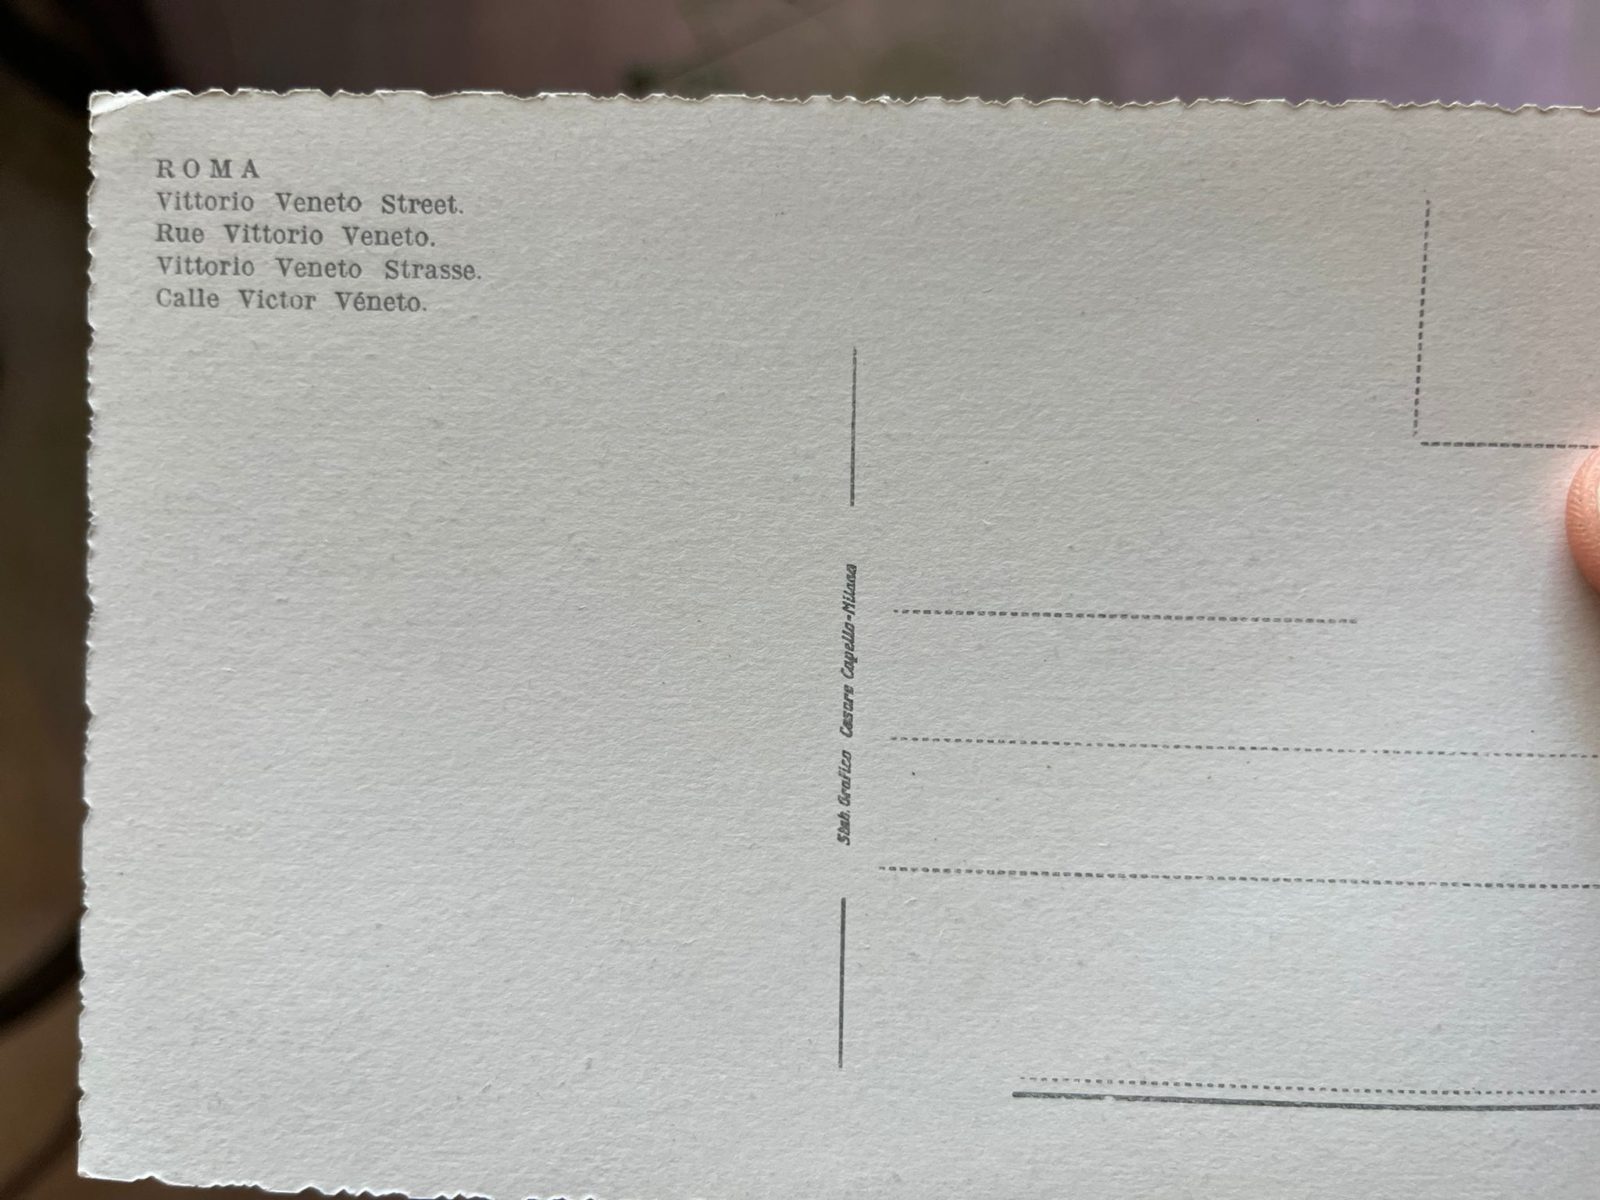 ROMA
Vittorio Veneto Street.
Rue Vittorio Veneto.
Vittorio Veneto Strasse.
Calle Victor Véneto.
Stab. Grafico Cesare Capello-Milano